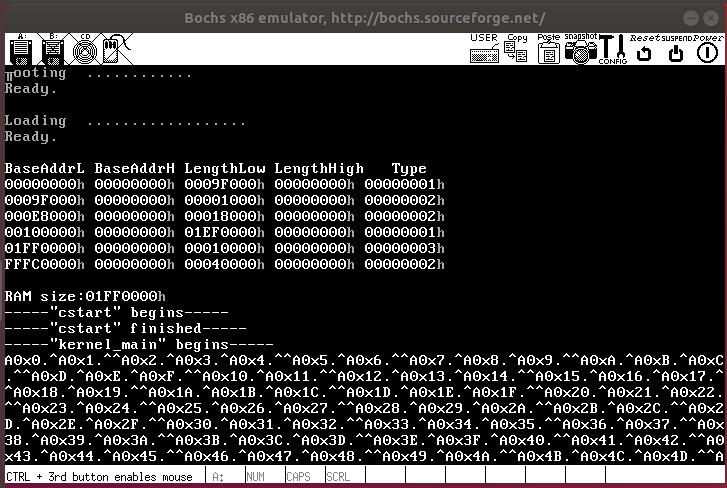 Bochs x86 emulator, http://bochs.sourceforge.net/
A: B: CD USER Copy Paste snapshot CONFIG Reset SUSPEND Power
ooting ............
Ready.
Loading ..................
Ready.
BaseAddrL BaseAddrH LengthLow LengthHigh Type
00000000h 00000000h 0009F000h 00000000h 00000001h
0009F000h 00000000h 00001000h 00000000h 00000002h
000E8000h 00000000h 00018000h 00000000h 00000002h
00100000h 00000000h 01EF0000h 00000000h 00000001h
01FF0000h 00000000h 00010000h 00000000h 00000003h
FFFC0000h 00000000h 00040000h 00000000h 00000002h
RAM size:01FF0000h
-----"cstart" begins-----
-----"cstart" finished-----
-----"kernel_main" begins-----
A0x0.^A0x1.^^A0x2.^A0x3.^A0x4.^^A0x5.^A0x6.^^A0x7.^A0x8.^A0x9.^^A0xA.^A0xB.^A0xC
.^^A0xD.^A0xE.^A0xF.^^A0x10.^A0x11.^^A0x12.^A0x13.^A0x14.^^A0x15.^A0x16.^A0x17.^
^A0x18.^A0x19.^^A0x1A.^A0x1B.^A0x1C.^^A0x1D.^A0x1E.^A0x1F.^^A0x20.^A0x21.^A0x22.
^^A0x23.^A0x24.^^A0x25.^A0x26.^A0x27.^^A0x28.^A0x29.^A0x2A.^^A0x2B.^A0x2C.^^A0x2
D.^A0x2E.^A0x2F.^^A0x30.^A0x31.^A0x32.^^A0x33.^A0x34.^^A0x35.^A0x36.^A0x37.^^A0x
38.^A0x39.^A0x3A.^^A0x3B.^A0x3C.^A0x3D.^^A0x3E.^A0x3F.^A0x40.^^A0x41.^A0x42.^^A0
x43.^A0x44.^A0x45.^^A0x46.^A0x47.^A0x48.^^A0x49.^A0x4A.^^A0x4B.^A0x4C.^A0x4D.^^A
CTRL + 3rd button enables mouse A: NUM CAPS SCRL